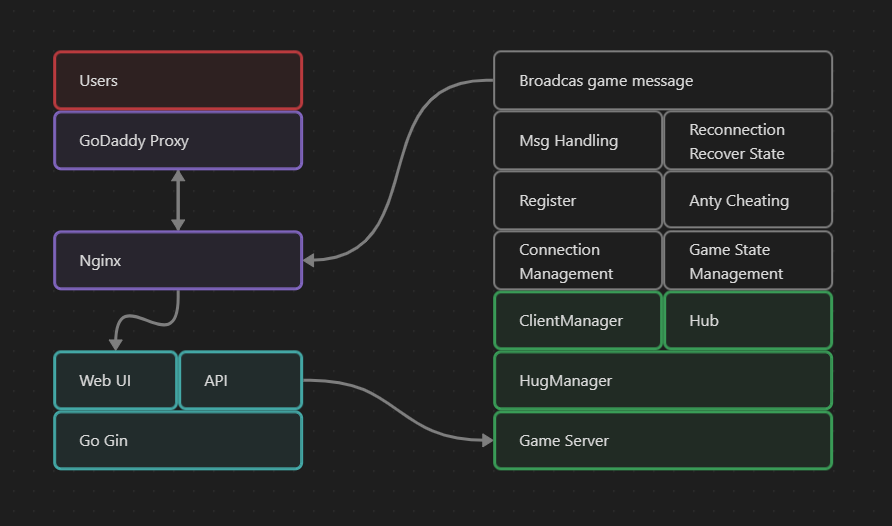 Users
GoDaddy Proxy
Nginx
Web UI
API
Go Gin
Broadcas game message
Msg Handling
Reconnection
Recover State
Register
Anty Cheating
Connection
Management
Game State
Management
ClientManager
Hub
HugManager
Game Server